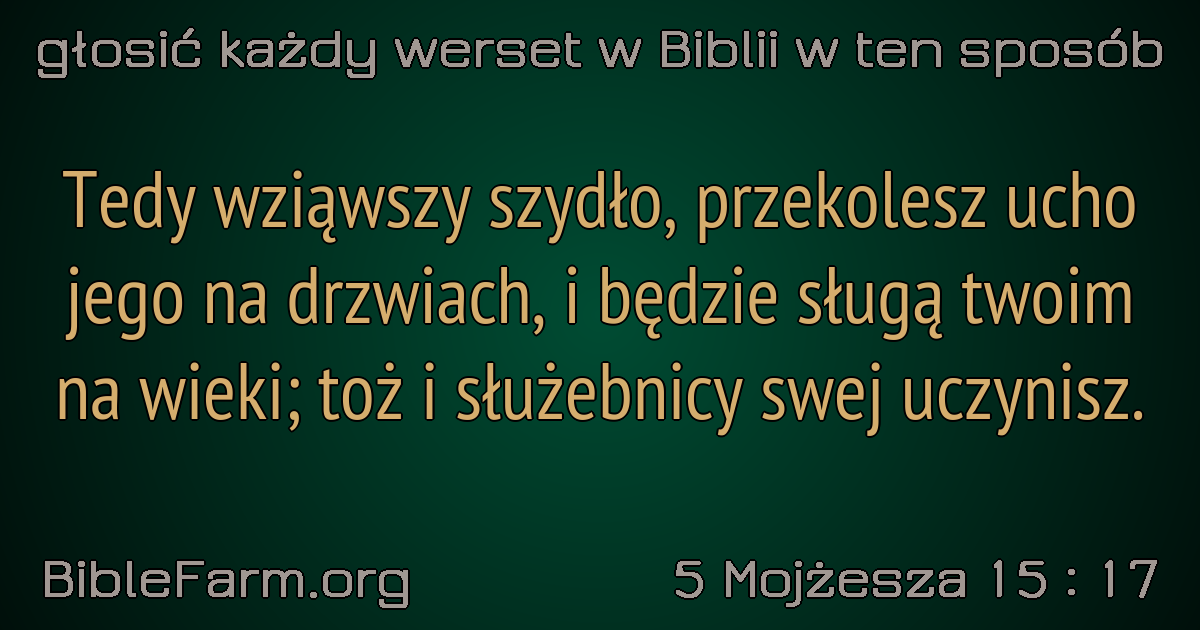 głosić każdy werset w Biblii w ten sposób
Tedy wziąwszy szydło, przekolesz ucho
jego na drzwiach, i będzie sługą twoim
na wieki; toż i służebnicy swej uczynisz.
BibleFarm.org
5 Mojżesza 15 : 17